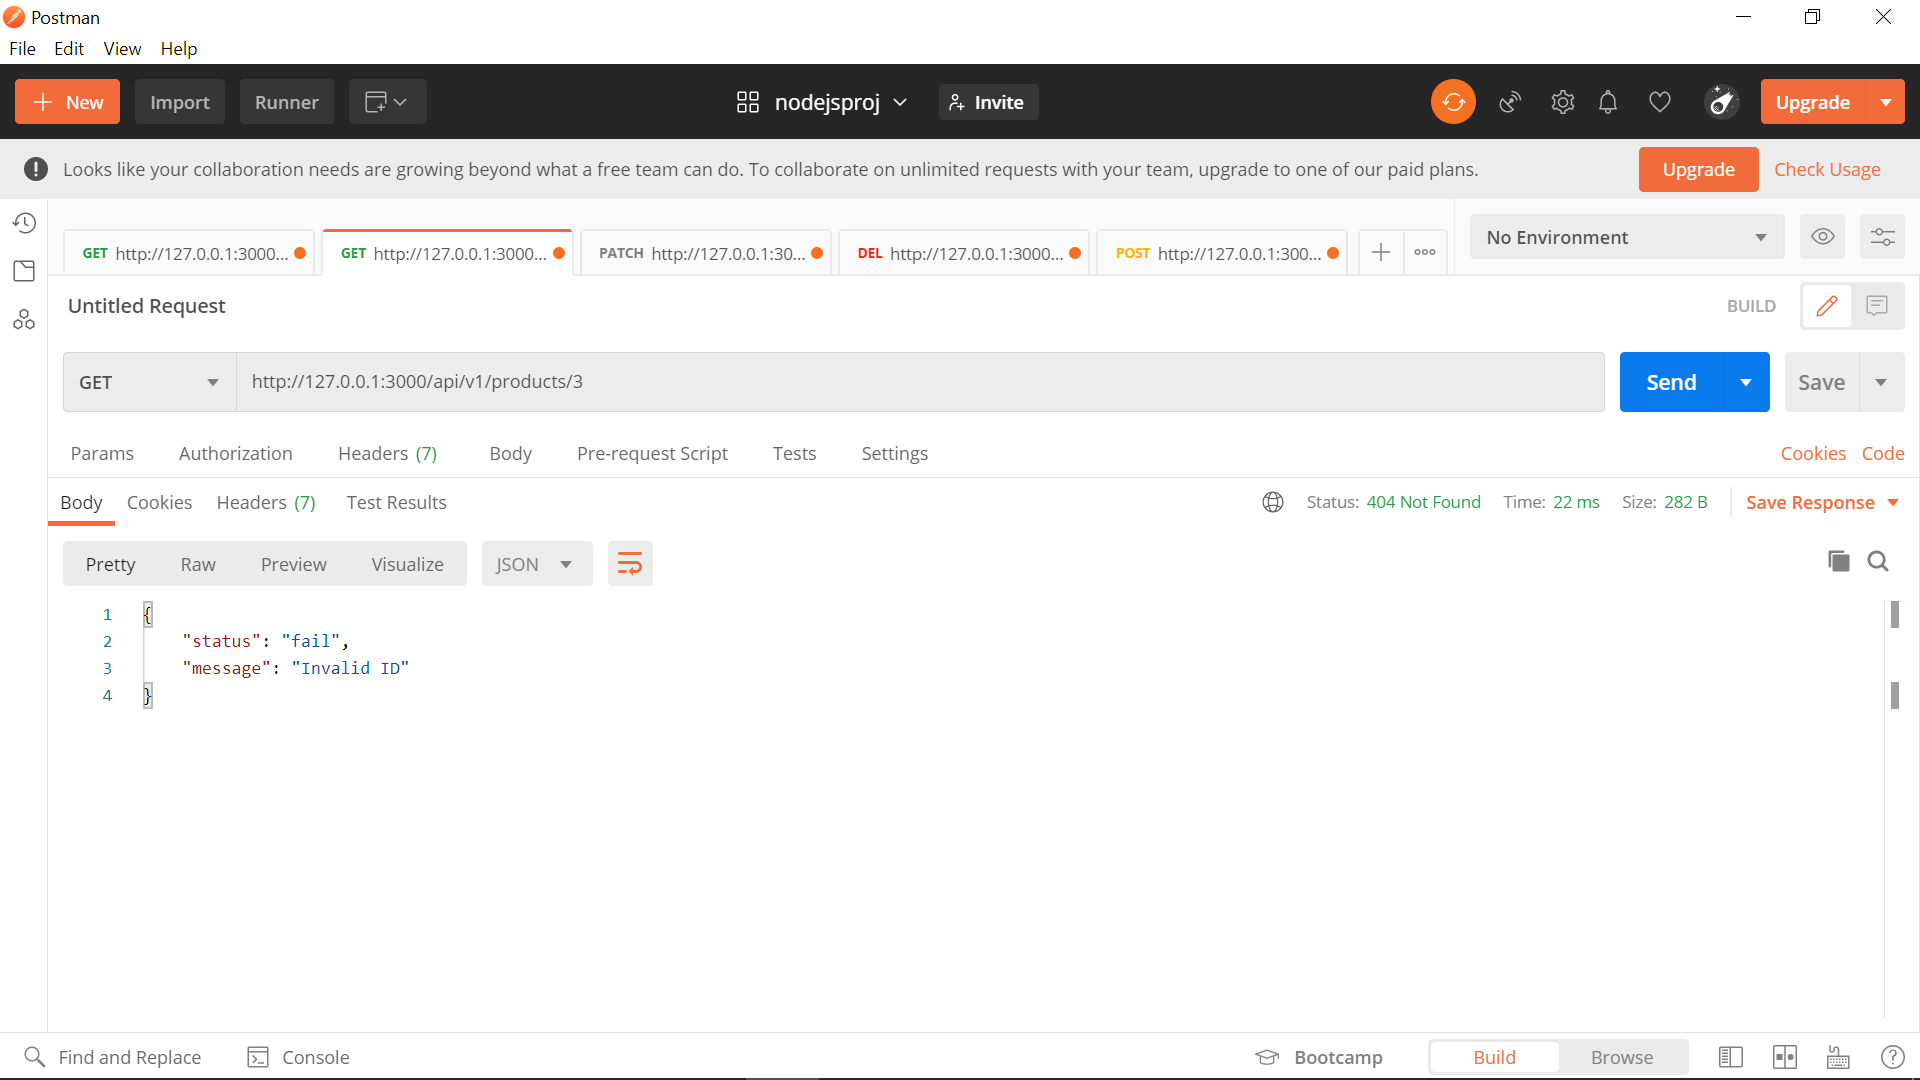 Postman
File Edit View Help
New Import Runner nodejsproj Invite Upgrade
Looks like your collaboration needs are growing beyond what a free team can do. To collaborate on unlimited requests with your team, upgrade to one of our paid plans. Upgrade Check Usage
GET http://127.0.0.1:3000... GET http://127.0.0.1:3000... PATCH http://127.0.0.1:30... DEL http://127.0.0.1:3000... POST http://127.0.0.1:300... No Environment
Untitled Request BUILD
GET http://127.0.0.1:3000/api/v1/products/3 Send Save
Params Authorization Headers (7) Body Pre-request Script Tests Settings Cookies Code
Body Cookies Headers (7) Test Results Status: 404 Not Found Time: 22 ms Size: 282 B Save Response
Pretty Raw Preview Visualize JSON
1 {
2 "status": "fail",
3 "message": "Invalid ID"
4 }
Find and Replace Console Bootcamp Build Browse